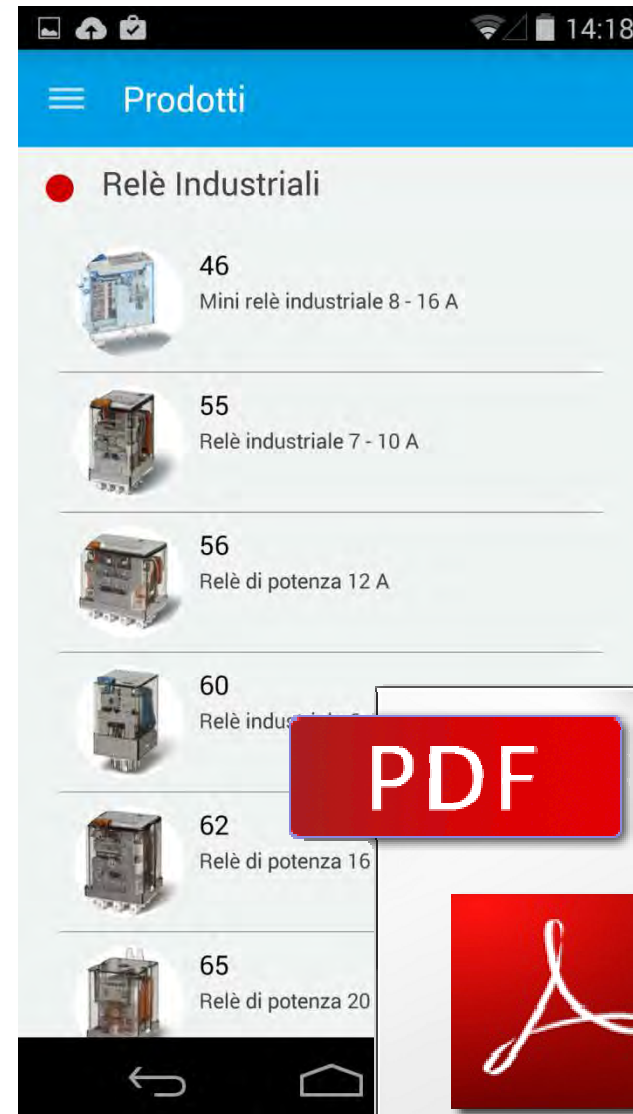 14:18
Prodotti
Relè Industriali
46
Mini relè industriale 8 - 16 A
55
Relè industriale 7 - 10 A
56
Relè di potenza 12 A
60
Relè
PDF
62
Relè di potenza 16
65
Relè di potenza 20